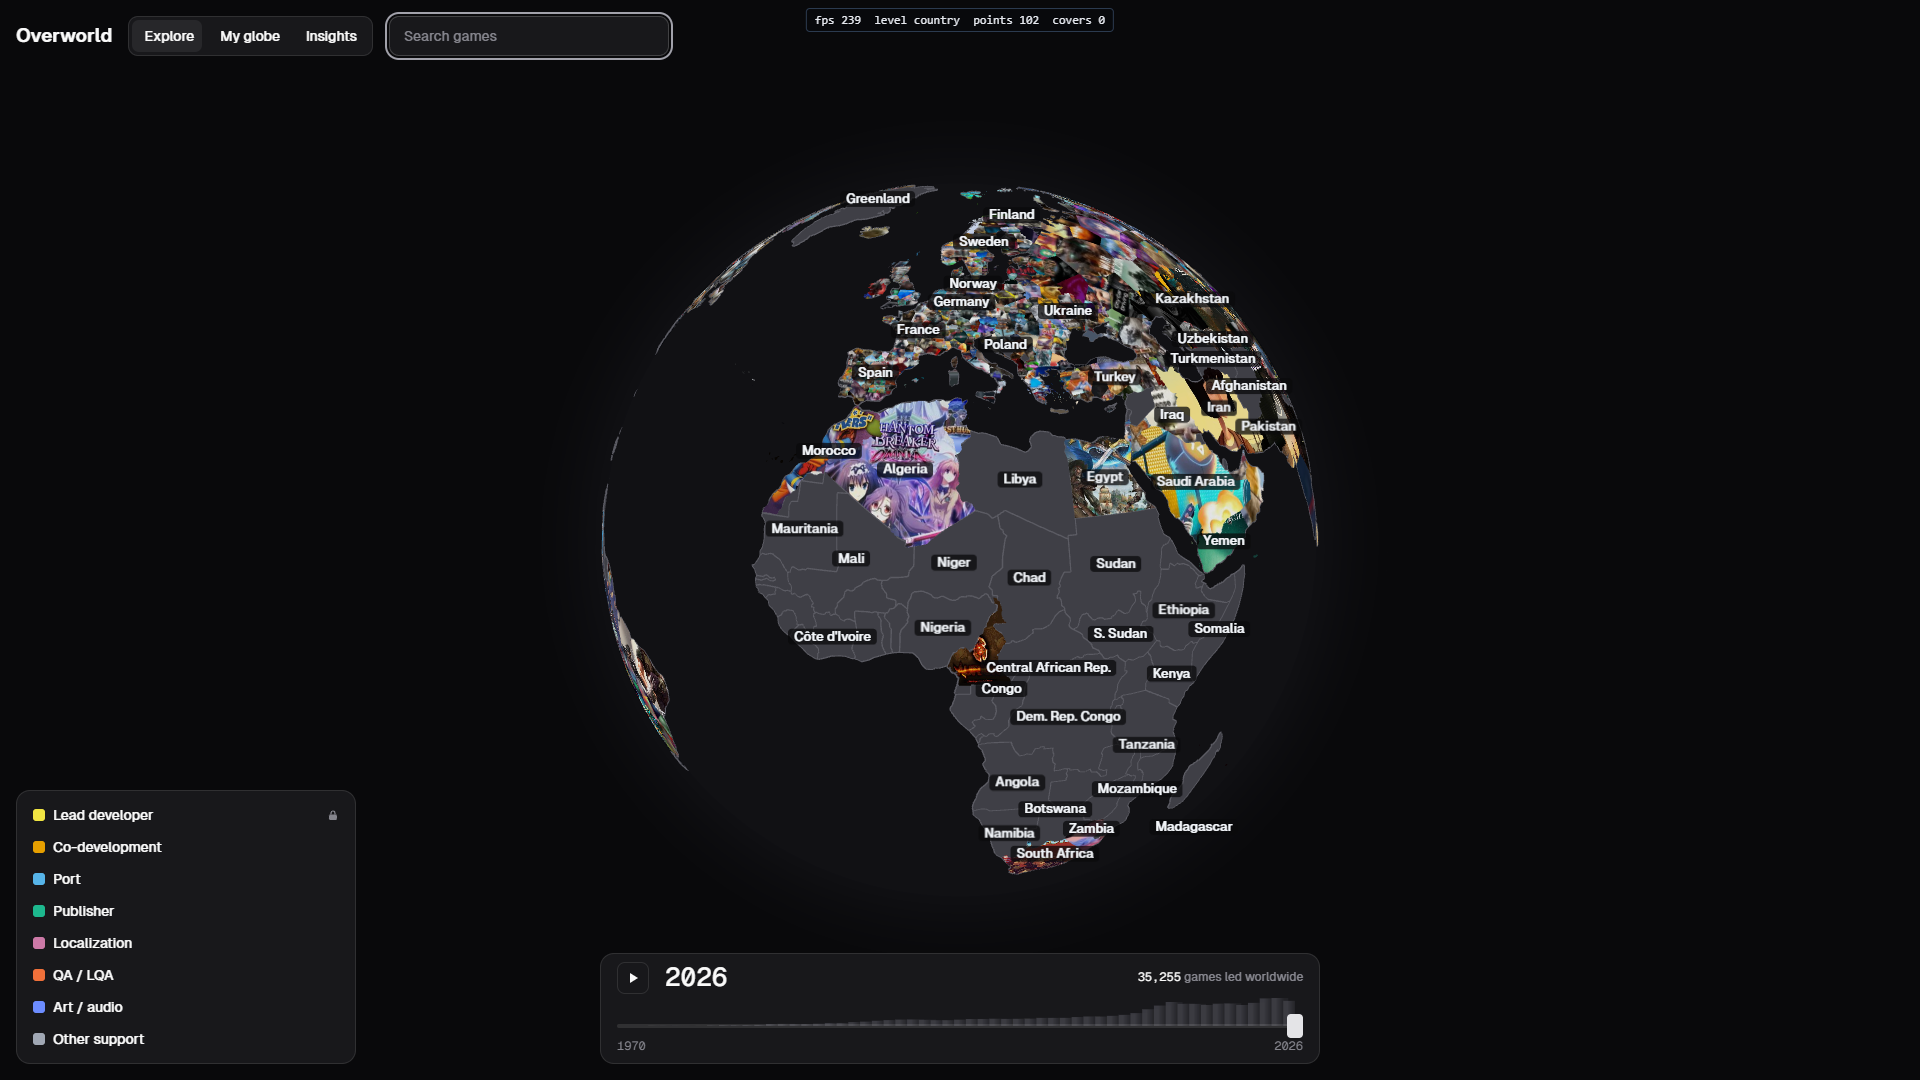 Overworld
Explore
My globe
Insights
Search games
fps 239 level country points 102 covers 0
Greenland
Finland
Sweden
Norway
Germany
Kazakhstan
Ukraine
France
Uzbekistan
Poland
Turkmenistan
Spain
Turkey
Afghanistan
Iraq
Iran
Pakistan
PHANTOM
BREAKER
Morocco
Algeria
Libya
Egypt
Saudi Arabia
Mauritania
Yemen
Mali
Niger
Chad
Sudan
Ethiopia
Nigeria
Somalia
Côte d'Ivoire
S. Sudan
Central African Rep.
Kenya
Congo
Dem. Rep. Congo
Tanzania
Angola
Mozambique
Botswana
Namibia
Zambia
Madagascar
South Africa
Lead developer
Co-development
Port
Publisher
Localization
QA / LQA
Art / audio
Other support
2026
35,255 games led worldwide
1970
2026